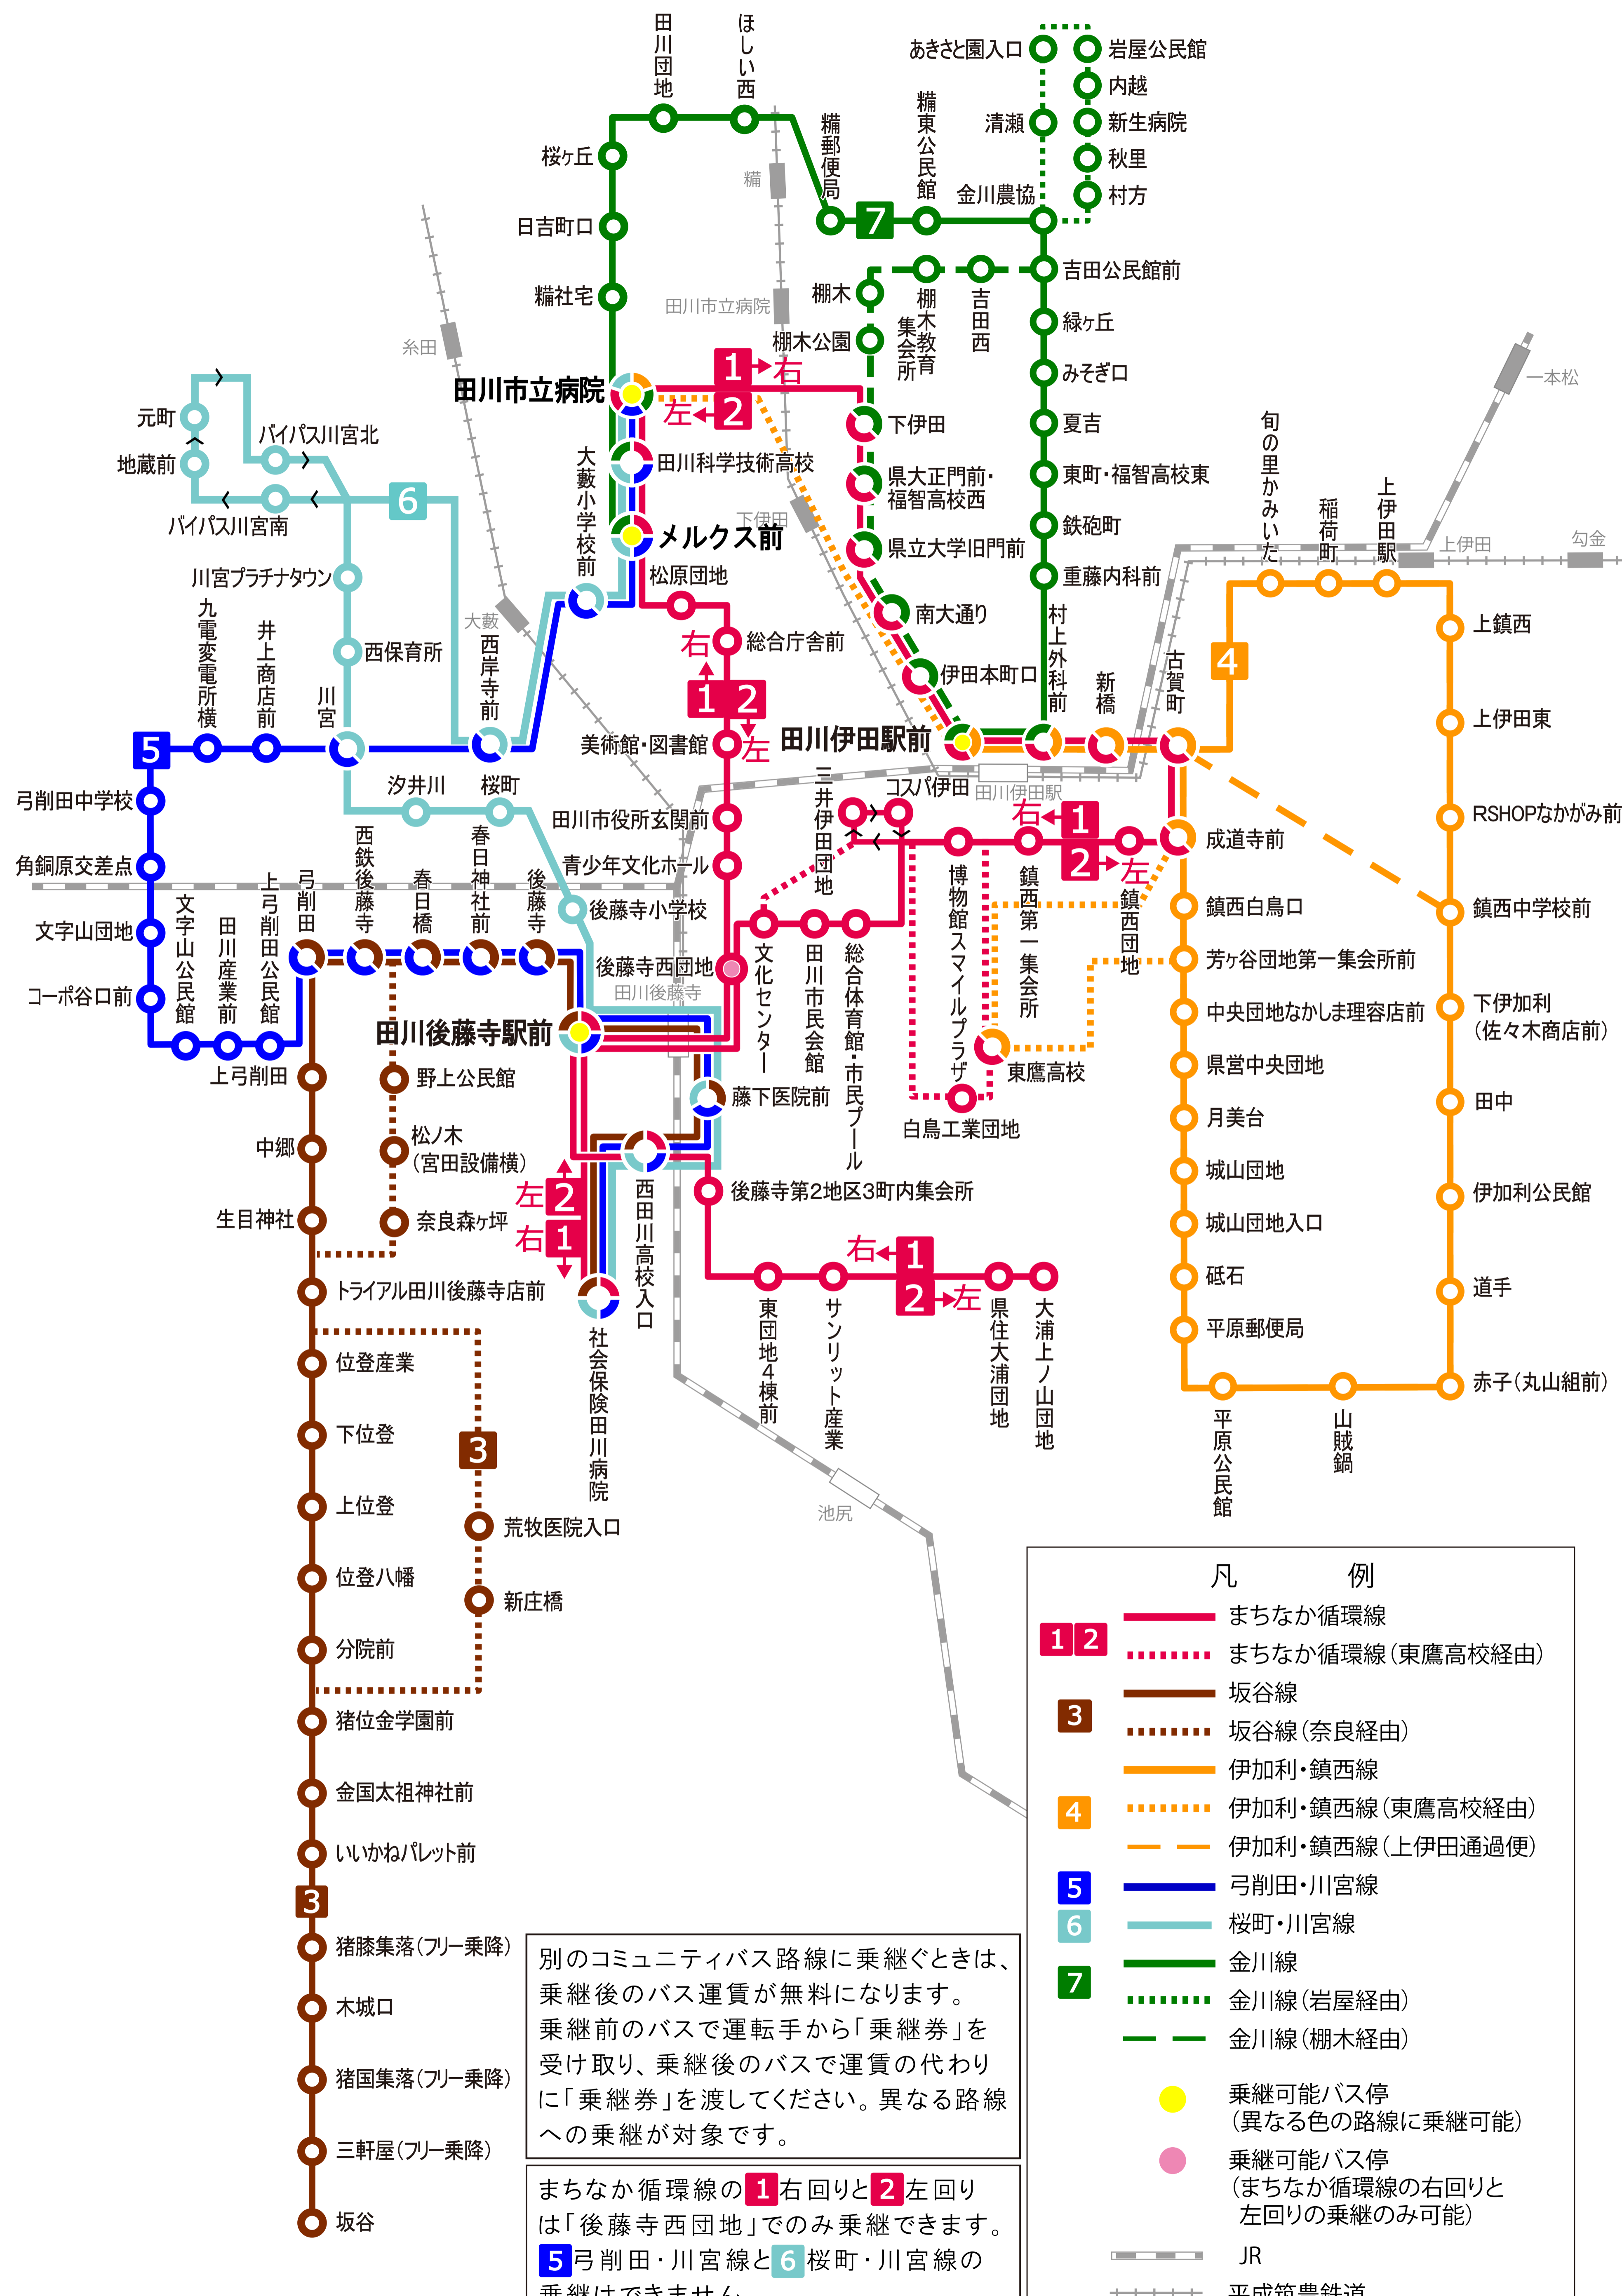 田川団地
ほしい西
あきさと園入口
岩屋公民館
内越
清瀬
新生病院
秋里
村方
糒郵便局
糒東公民館
金川農協
桜ヶ丘
糒
7
日吉町口
吉田公民館前
糒社宅
田川市立病院
棚木
棚木教育集会所
吉田西
緑ヶ丘
棚木公園
糸田
みそぎ口
一本松
1
右
左
2
田川市立病院
元町
バイパス川宮北
下伊田
夏吉
地蔵前
田川科学技術高校
県大正門前・
福智高校西
東町・福智高校東
旬の里かみいた
稲荷町
上伊田駅
6
バイパス川宮南
大藪小学校前
メルクス前
下伊田
県立大学旧門前
鉄砲町
上伊田
勾金
川宮プラチナタウン
松原団地
重藤内科前
大藪
九電変電所横
井上商店前
川宮
西保育所
西岸寺前
右
総合庁舎前
南大通り
村上外科前
古賀町
上鎮西
1
2
左
伊田本町口
新橋
4
5
美術館・図書館
田川伊田駅前
上伊田東
弓削田中学校
汐井川
桜町
三井伊田団地
コスパ伊田
田川伊田駅
田川市役所玄関前
右
1
RSHOPなかがみ前
角銅原交差点
西鉄後藤寺
春日神社前
青少年文化ホール
2
左
成道寺前
弓削田
春日橋
後藤寺
文字山団地
文字山公民館
田川産業前
上弓削田公民館
後藤寺小学校
鎮西団地
鎮西白鳥口
鎮西中学校前
コーポ谷口前
後藤寺西団地
田川後藤寺
文化センター
田川市民会館
総合体育館・市民プール
博物館スマイルプラザ
鎮西第一集会所
芳ヶ谷団地第一集会所前
田川後藤寺駅前
中央団地なかしま理容店前
下伊加利
(佐々木商店前)
上弓削田
野上公民館
東鷹高校
県営中央団地
藤下医院前
白鳥工業団地
月美台
田中
中郷
松ノ木
(宮田設備横)
城山団地
左
2
後藤寺第2地区3町内集会所
伊加利公民館
生目神社
奈良森ヶ坪
右
1
西田川高校入口
城山団地入口
右
1
2
左
トライアル田川後藤寺店前
砥石
道手
社会保険田川病院
東団地4棟前
サンリット産業
県住大浦団地
大浦上ノ山団地
平原郵便局
位登産業
赤子(丸山組前)
平原公民館
山賊鍋
下位登
3
上位登
池尻
荒牧医院入口
位登八幡
新庄橋
分院前
猪位金学園前
金国太祖神社前
いいかねパレット前
3
猪膝集落(フリー乗降)
木城口
猪国集落(フリー乗降)
三軒屋(フリー乗降)
坂谷
別のコミュニティバス路線に乗継ぐときは、
乗継後のバス運賃が無料になります。
乗継前のバスで運転手から「乗継券」を
受け取り、乗継後のバスで運賃の代わり
に「乗継券」を渡してください。異なる路線
への乗継が対象です。
まちなか循環線の1右回りと2左回り
は「後藤寺西団地」でのみ乗継できます。
5弓削田・川宮線と6桜町・川宮線の
乗継はできません
凡例
1 2
まちなか循環線
まちなか循環線(東鷹高校経由)
3
坂谷線
坂谷線(奈良経由)
4
伊加利・鎮西線
伊加利・鎮西線(東鷹高校経由)
伊加利・鎮西線(上伊田通過便)
5
弓削田・川宮線
6
桜町・川宮線
7
金川線
金川線(岩屋経由)
金川線(棚木経由)
乗継可能バス停
(異なる色の路線に乗継可能)
乗継可能バス停
(まちなか循環線の右回りと
左回りの乗継のみ可能)
JR
平成筑豊鉄道